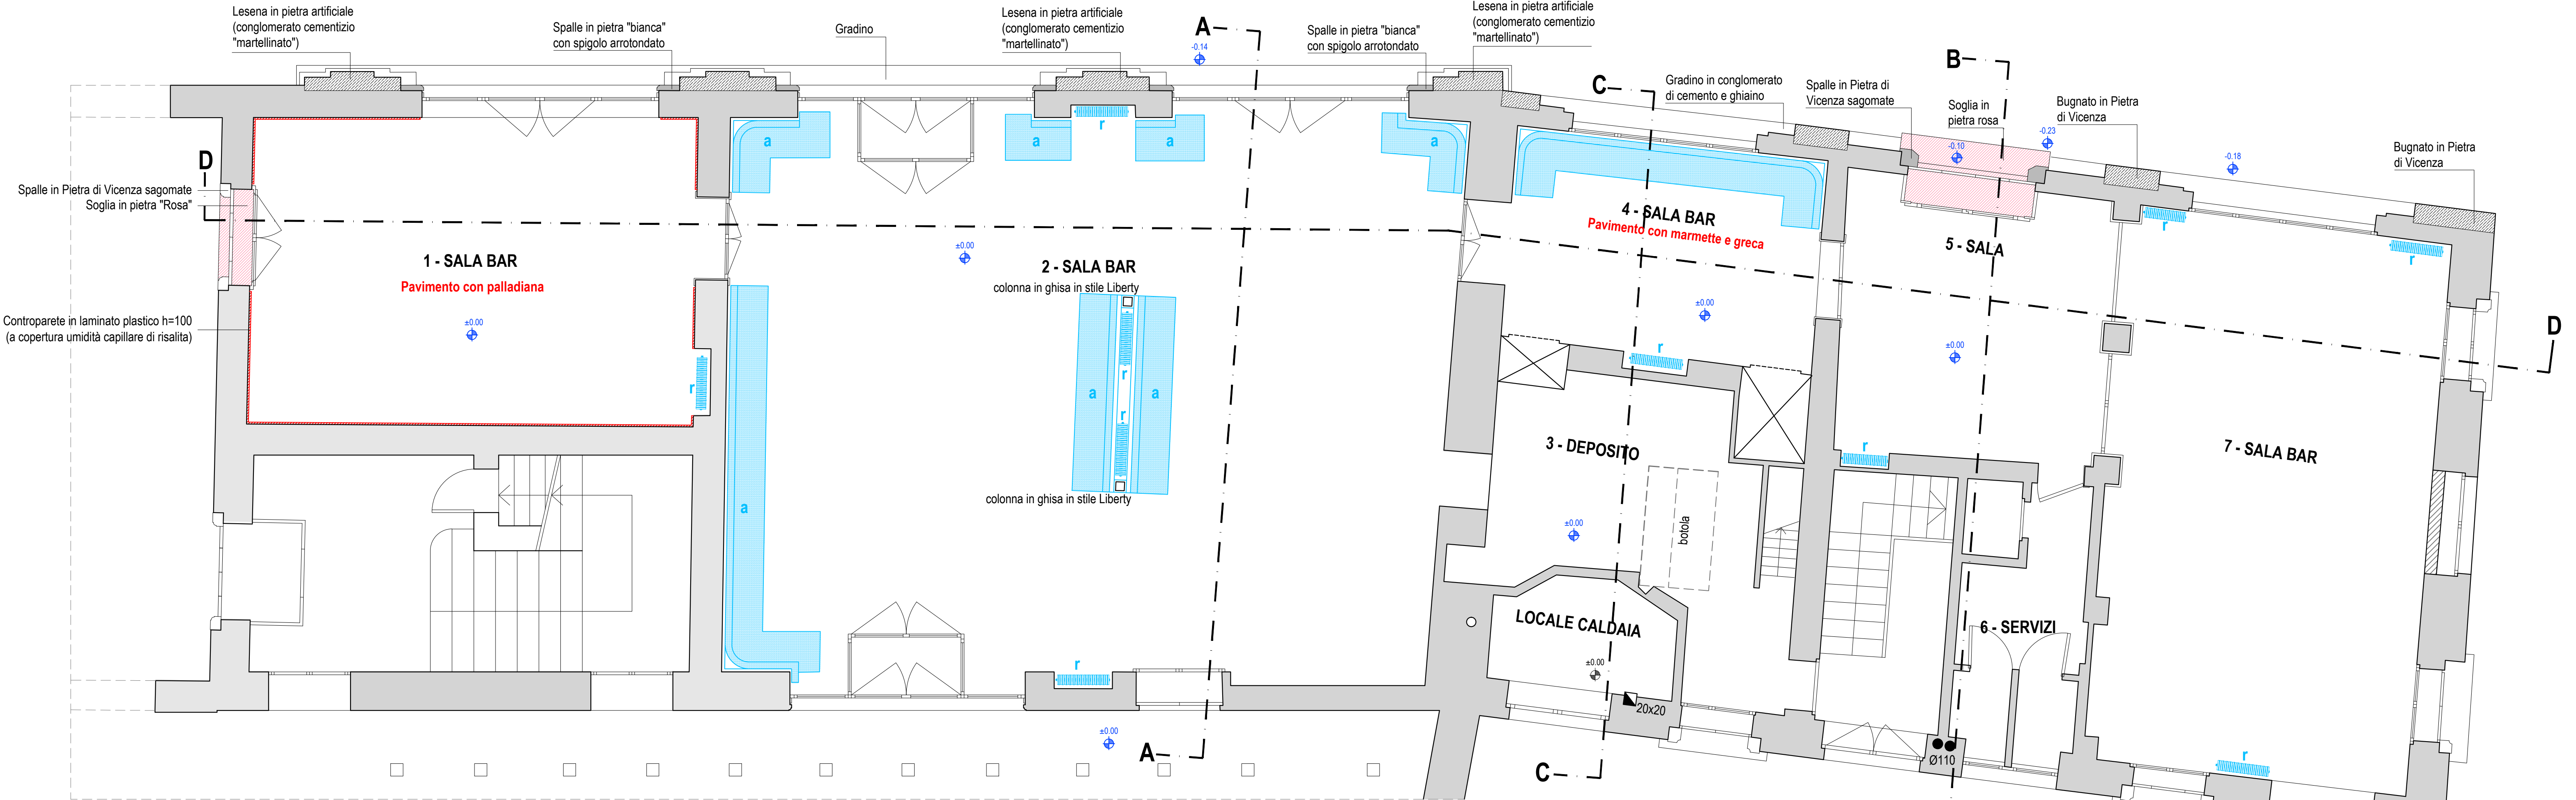 Lesena in pietra artificiale
(conglomerato cementizio
"martellinato")
Spalle in pietra "bianca"
con spigolo arrotondato
Gradino
Lesena in pietra artificiale
(conglomerato cementizio
"martellinato")
A
-0.14
Spalle in pietra "bianca"
con spigolo arrotondato
Lesena in pietra artificiale
(conglomerato cementizio
"martellinato")
C
Gradino in conglomerato
di cemento e ghiaino
Spalle in Pietra di
Vicenza sagomate
B
Soglia in
pietra rosa
Bugnato in Pietra
di Vicenza
-0.23
-0.10
-0.18
Bugnato in Pietra
di Vicenza
D
Spalle in Pietra di Vicenza sagomate
Soglia in pietra "Rosa"
a
a
r
a
a
r
r
1 - SALA BAR
Pavimento con palladiana
±0.00
±0.00
2 - SALA BAR
colonna in ghisa in stile Liberty
4 - SALA BAR
Pavimento con marmette e greca
±0.00
5 - SALA
±0.00
D
Controparete in laminato plastico h=100
(a copertura umidità capillare di risalita)
r
a
r
a
r
r
r
a
colonna in ghisa in stile Liberty
3 - DEPOSITO
±0.00
botola
7 - SALA BAR
LOCALE CALDAIA
±0.00
6 - SERVIZI
r
20x20
Ø110
r
±0.00
A
C